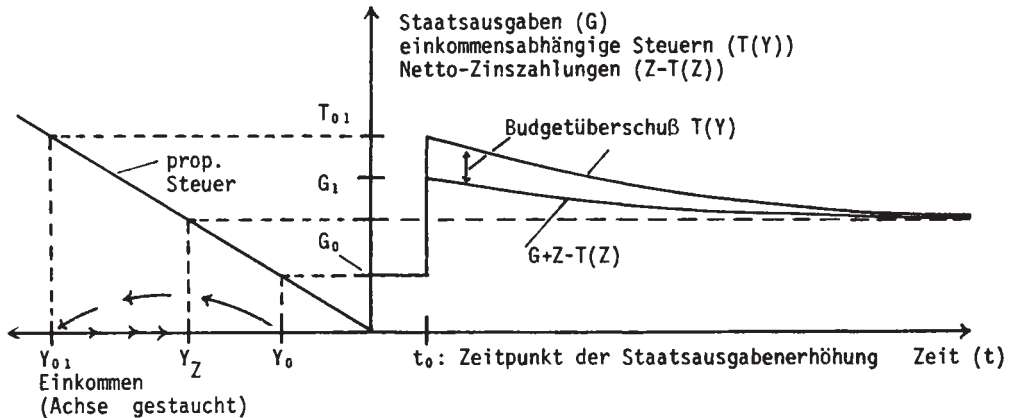 Staatsausgaben (G)
einkommensabhängige Steuern (T(Y))
Netto-Zinszahlungen (Z-T(Z))
T₀₁
Budgetüberschuß T(Y)
prop.
Steuer
G₁
G₀
G+Z-T(Z)
Y₀₁
Y_Z
Y₀
t₀: Zeitpunkt der Staatsausgabenerhöhung Zeit (t)
Einkommen
(Achse gestaucht)